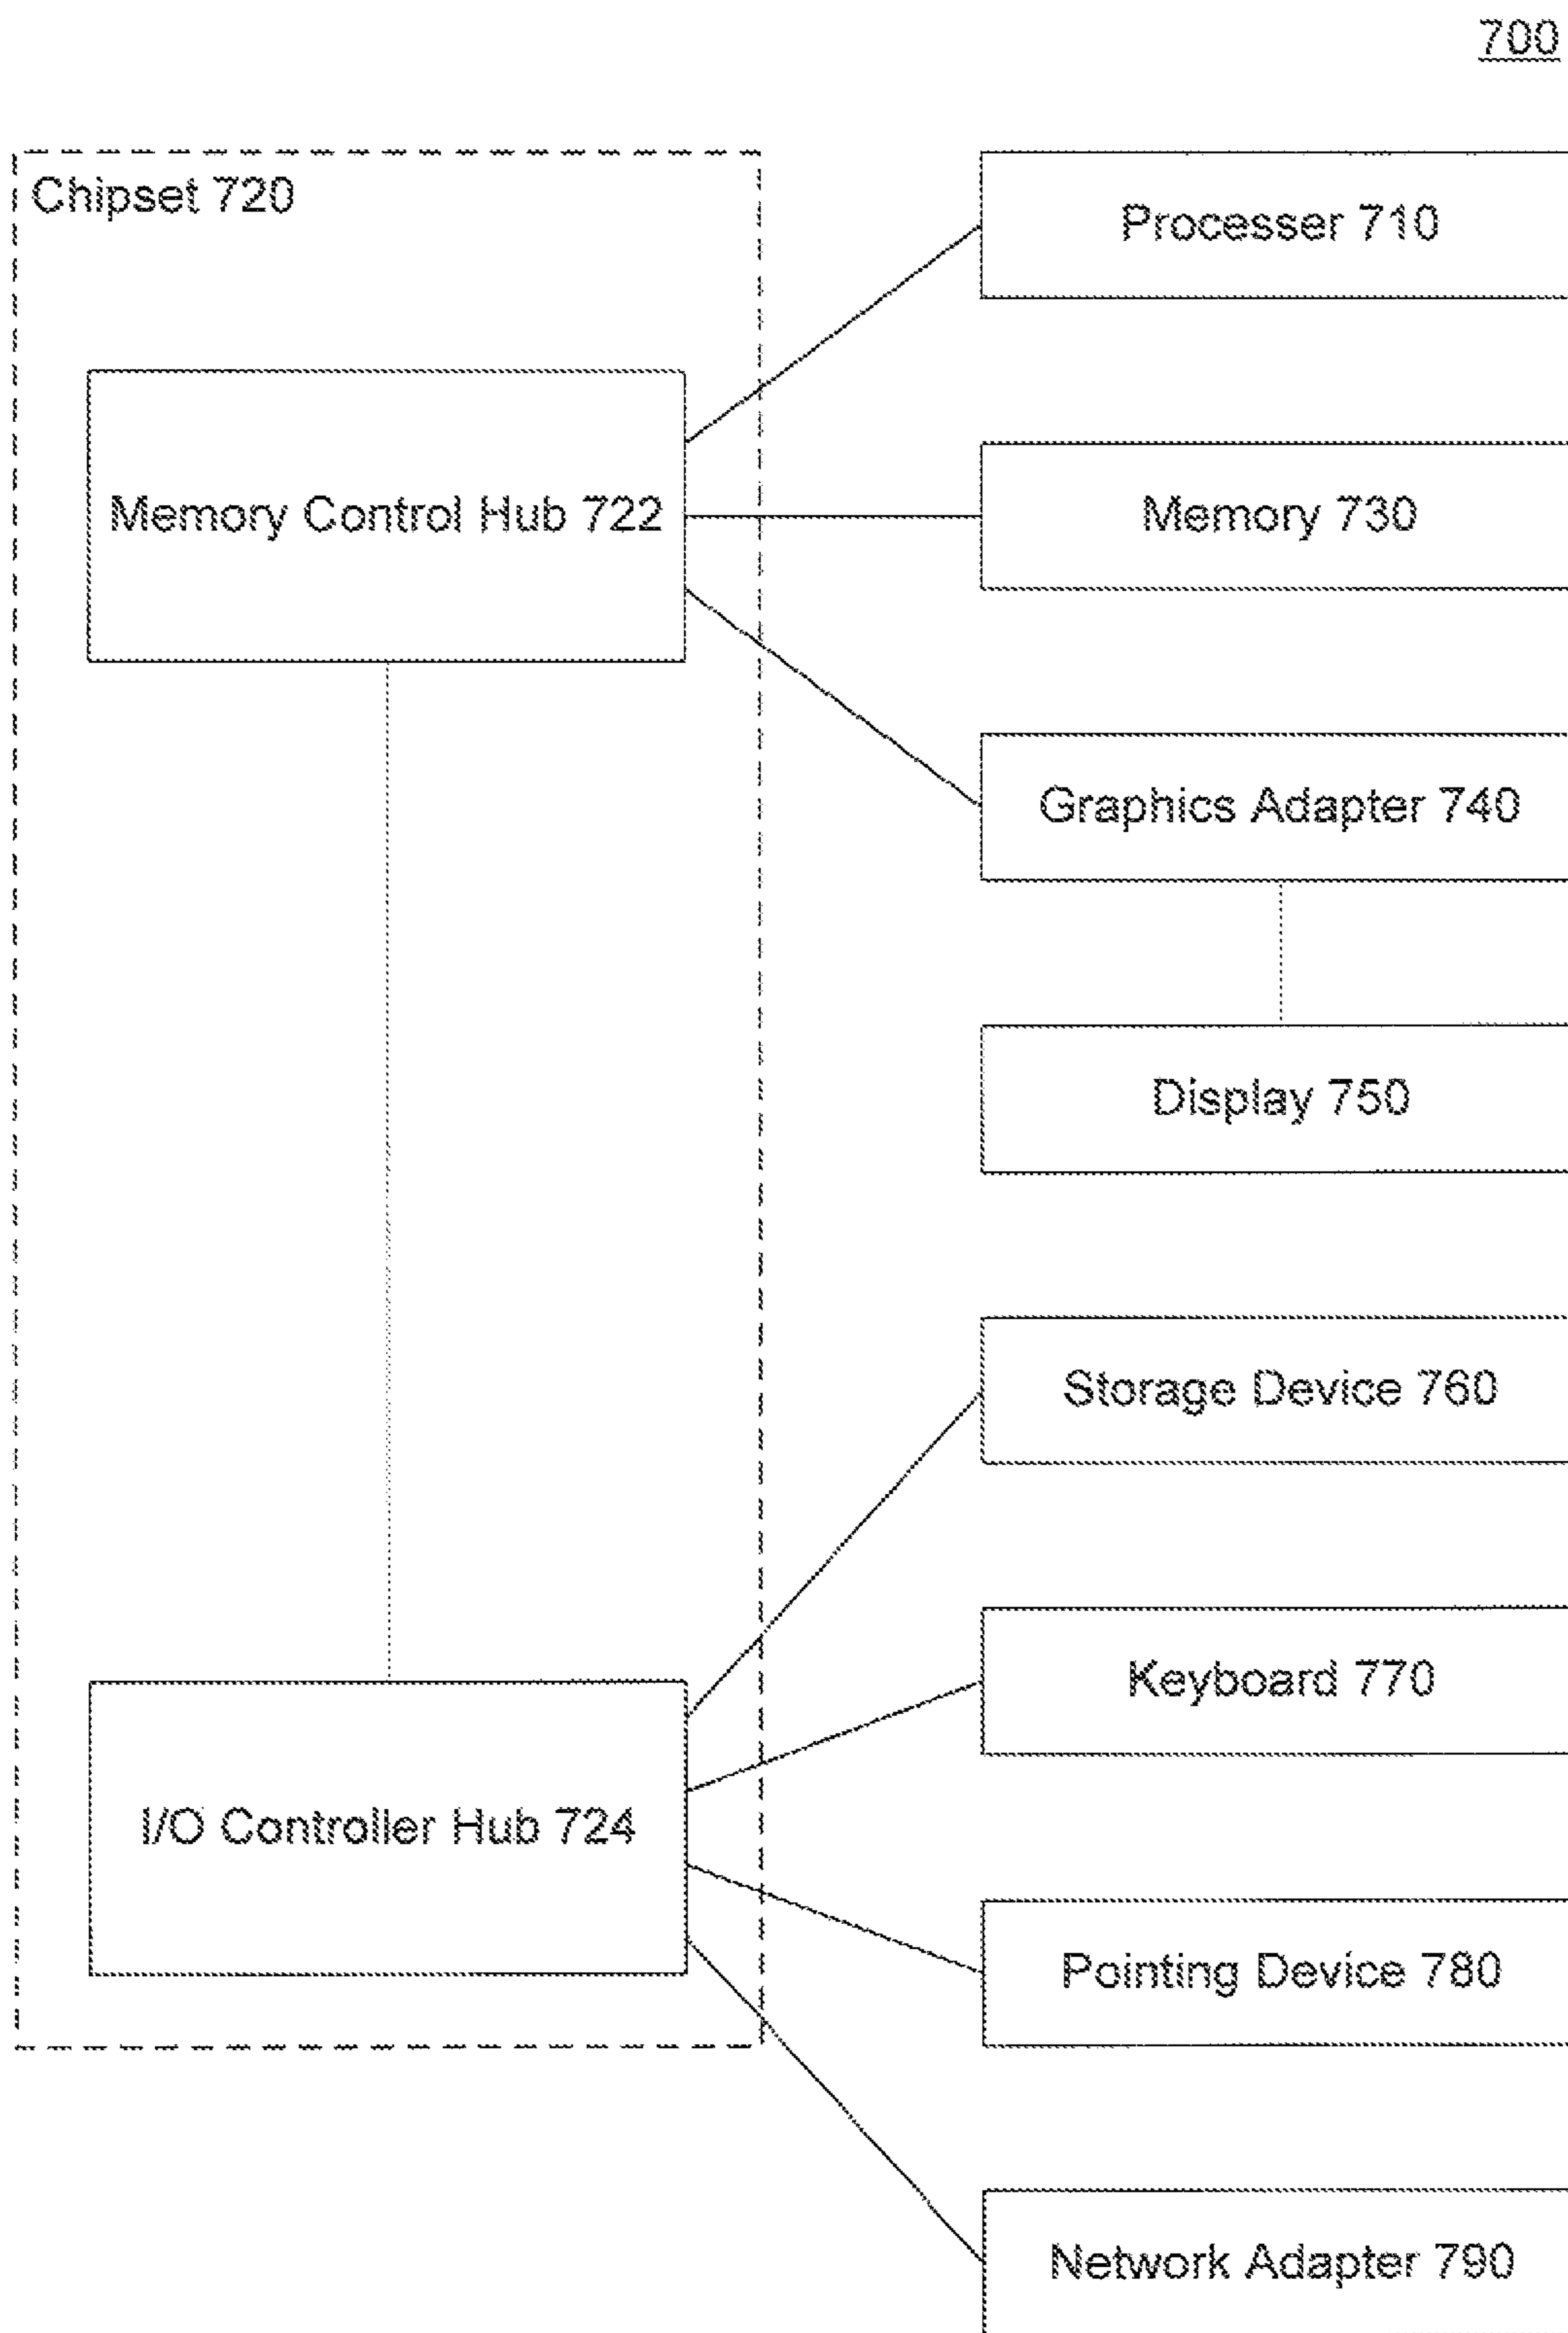 700
Chipset 720
Processer 710
Memory Control Hub 722
Memory 730
Graphics Adapter 740
Display 750
Storage Device 760
Keyboard 770
I/O Controller Hub 724
Pointing Device 780
Network Adapter 790